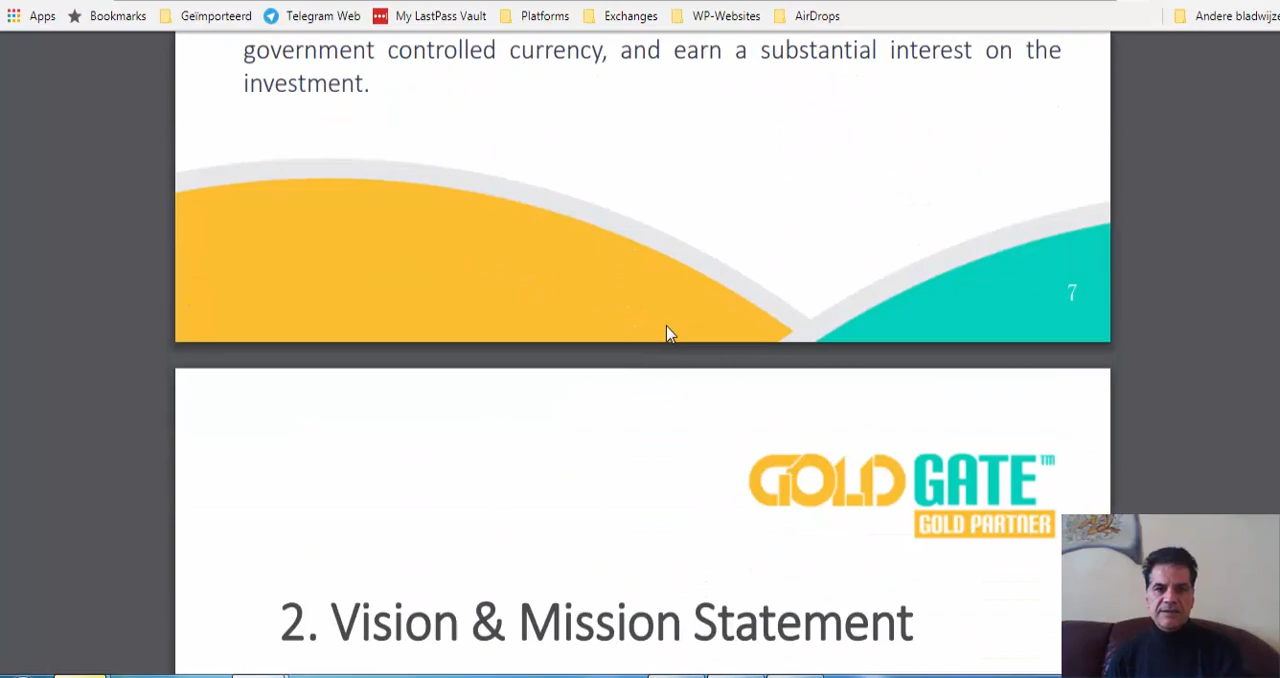 Apps Bookmarks Geïmporteerd Telegram Web My LastPass Vault Platforms Exchanges WP-Websites AirDrops Andere bladwijze
government controlled currency, and earn a substantial interest on the
investment.
7
GOLD GATE™
GOLD PARTNER
2. Vision & Mission Statement